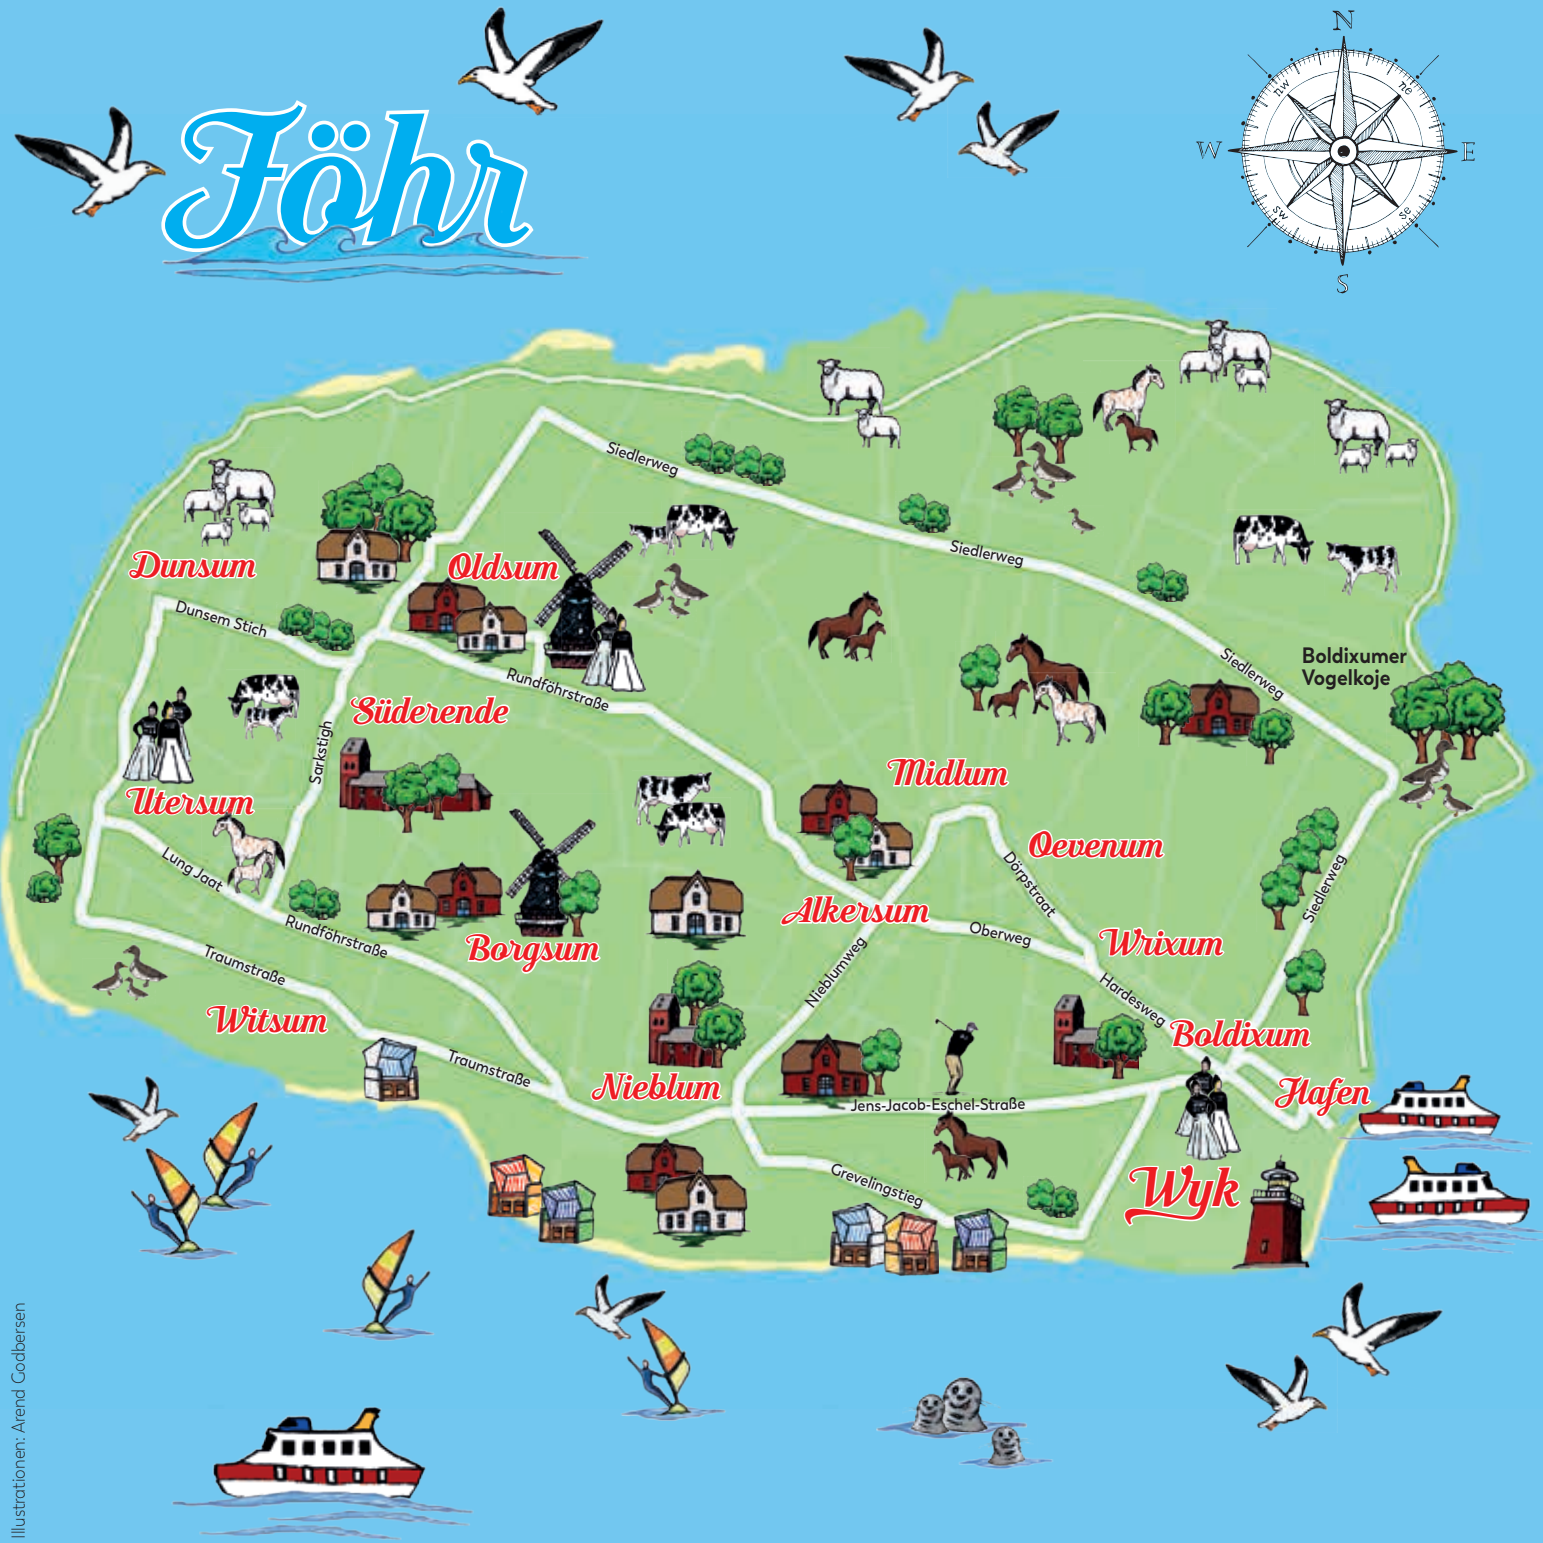 N
nw
ne
W
E
sw
se
S
Föhr
Siedlerweg
Siedlerweg
Dunsum
Oldsum
Dunsem Stich
Siedlerweg
Boldixumer
Vogelkoje
Rundföhrstraße
Süderende
Sarkstigh
Midlum
Utersum
Oevenum
Lung Jaat
Dörpstraat
Siedlerweg
Alkersum
Rundföhrstraße
Borgsum
Oberweg
Wrixum
Traumstraße
Nieblumweg
Hardesweg
Witsum
Boldixum
Traumstraße
Nieblum
Hafen
Jens-Jacob-Eschel-Straße
Grevelingstieg
Wyk
Illustrationen: Arend Godbersen